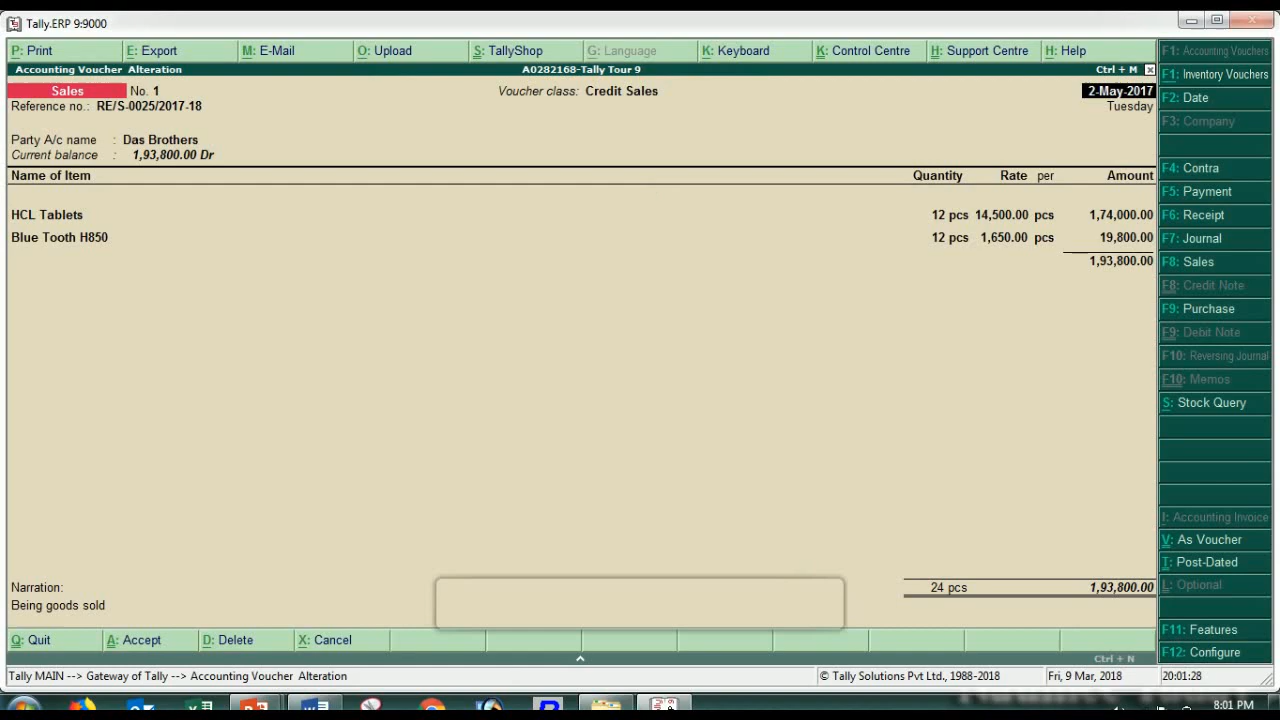 Tally.ERP 9:9000
P: Print E: Export M: E-Mail O: Upload S: TallyShop G: Language K: Keyboard K: Control Centre H: Support Centre H: Help
Accounting Voucher Alteration A0282168-Tally Tour 9 Ctrl + M
Sales No. 1 Voucher class: Credit Sales 2-May-2017
Reference no.: RE/S-0025/2017-18 Tuesday
Party A/c name : Das Brothers
Current balance : 1,93,800.00 Dr
Name of Item Quantity Rate per Amount
HCL Tablets 12 pcs 14,500.00 pcs 1,74,000.00
Blue Tooth H850 12 pcs 1,650.00 pcs 19,800.00
1,93,800.00
Narration: 24 pcs 1,93,800.00
Being goods sold
Q: Quit A: Accept D: Delete X: Cancel
Ctrl + N
Tally MAIN --> Gateway of Tally --> Accounting Voucher Alteration © Tally Solutions Pvt Ltd., 1988-2018 Fri, 9 Mar, 2018 20:01:28
8:01 PM
F1: Accounting Vouchers
F1: Inventory Vouchers
F2: Date
F3: Company
F4: Contra
F5: Payment
F6: Receipt
F7: Journal
F8: Sales
F8: Credit Note
F9: Purchase
F9: Debit Note
F10: Reversing Journal
F10: Memos
S: Stock Query
I: Accounting Invoice
V: As Voucher
T: Post-Dated
L: Optional
F11: Features
F12: Configure